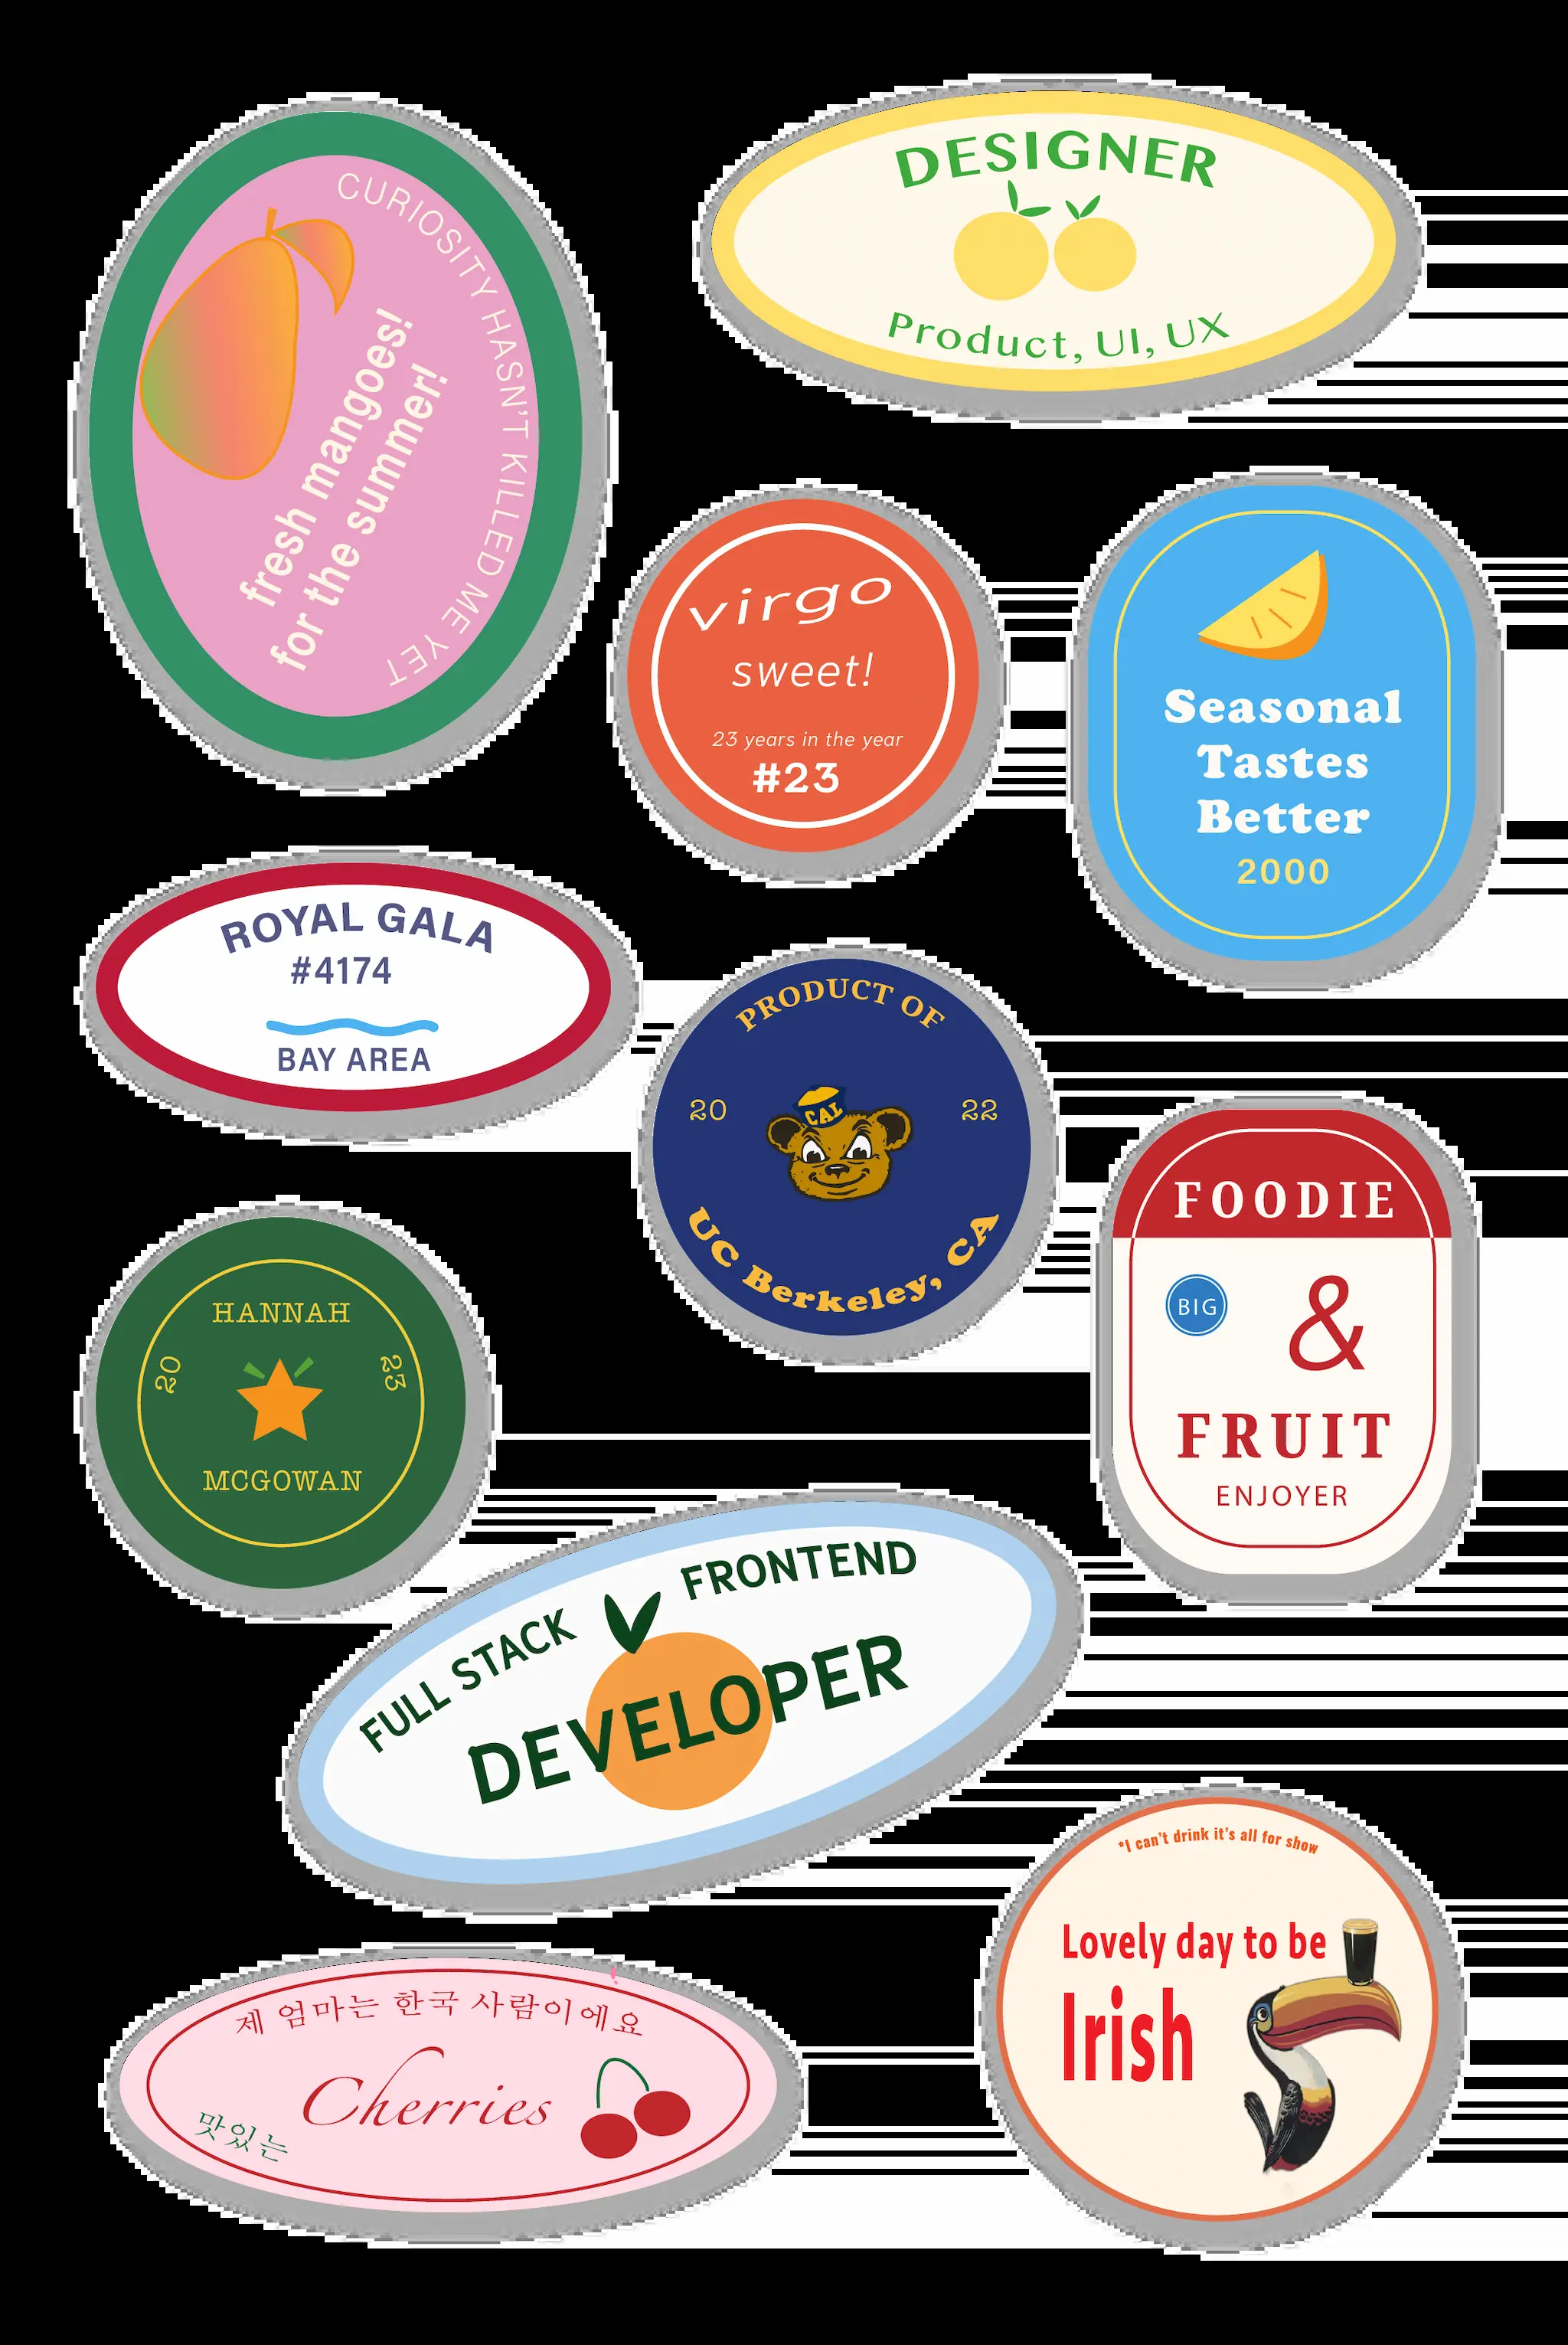 CURIOSITY HASN'T KILLED ME YET
fresh mangoes!
for the summer!
DESIGNER
Product, UI, UX
virgo
sweet!
23 years in the year
#23
Seasonal
Tastes
Better
2000
ROYAL GALA
#4174
BAY AREA
PRODUCT OF
20
CAL
22
UC Berkeley, CA
FOODIE
BIG
&
FRUIT
ENJOYER
HANNAH
20
23
MCGOWAN
FULL STACK
FRONTEND
DEVELOPER
*I can't drink it's all for show
Lovely day to be
Irish
제 엄마는 한국 사람이에요
Cherries
맛있는